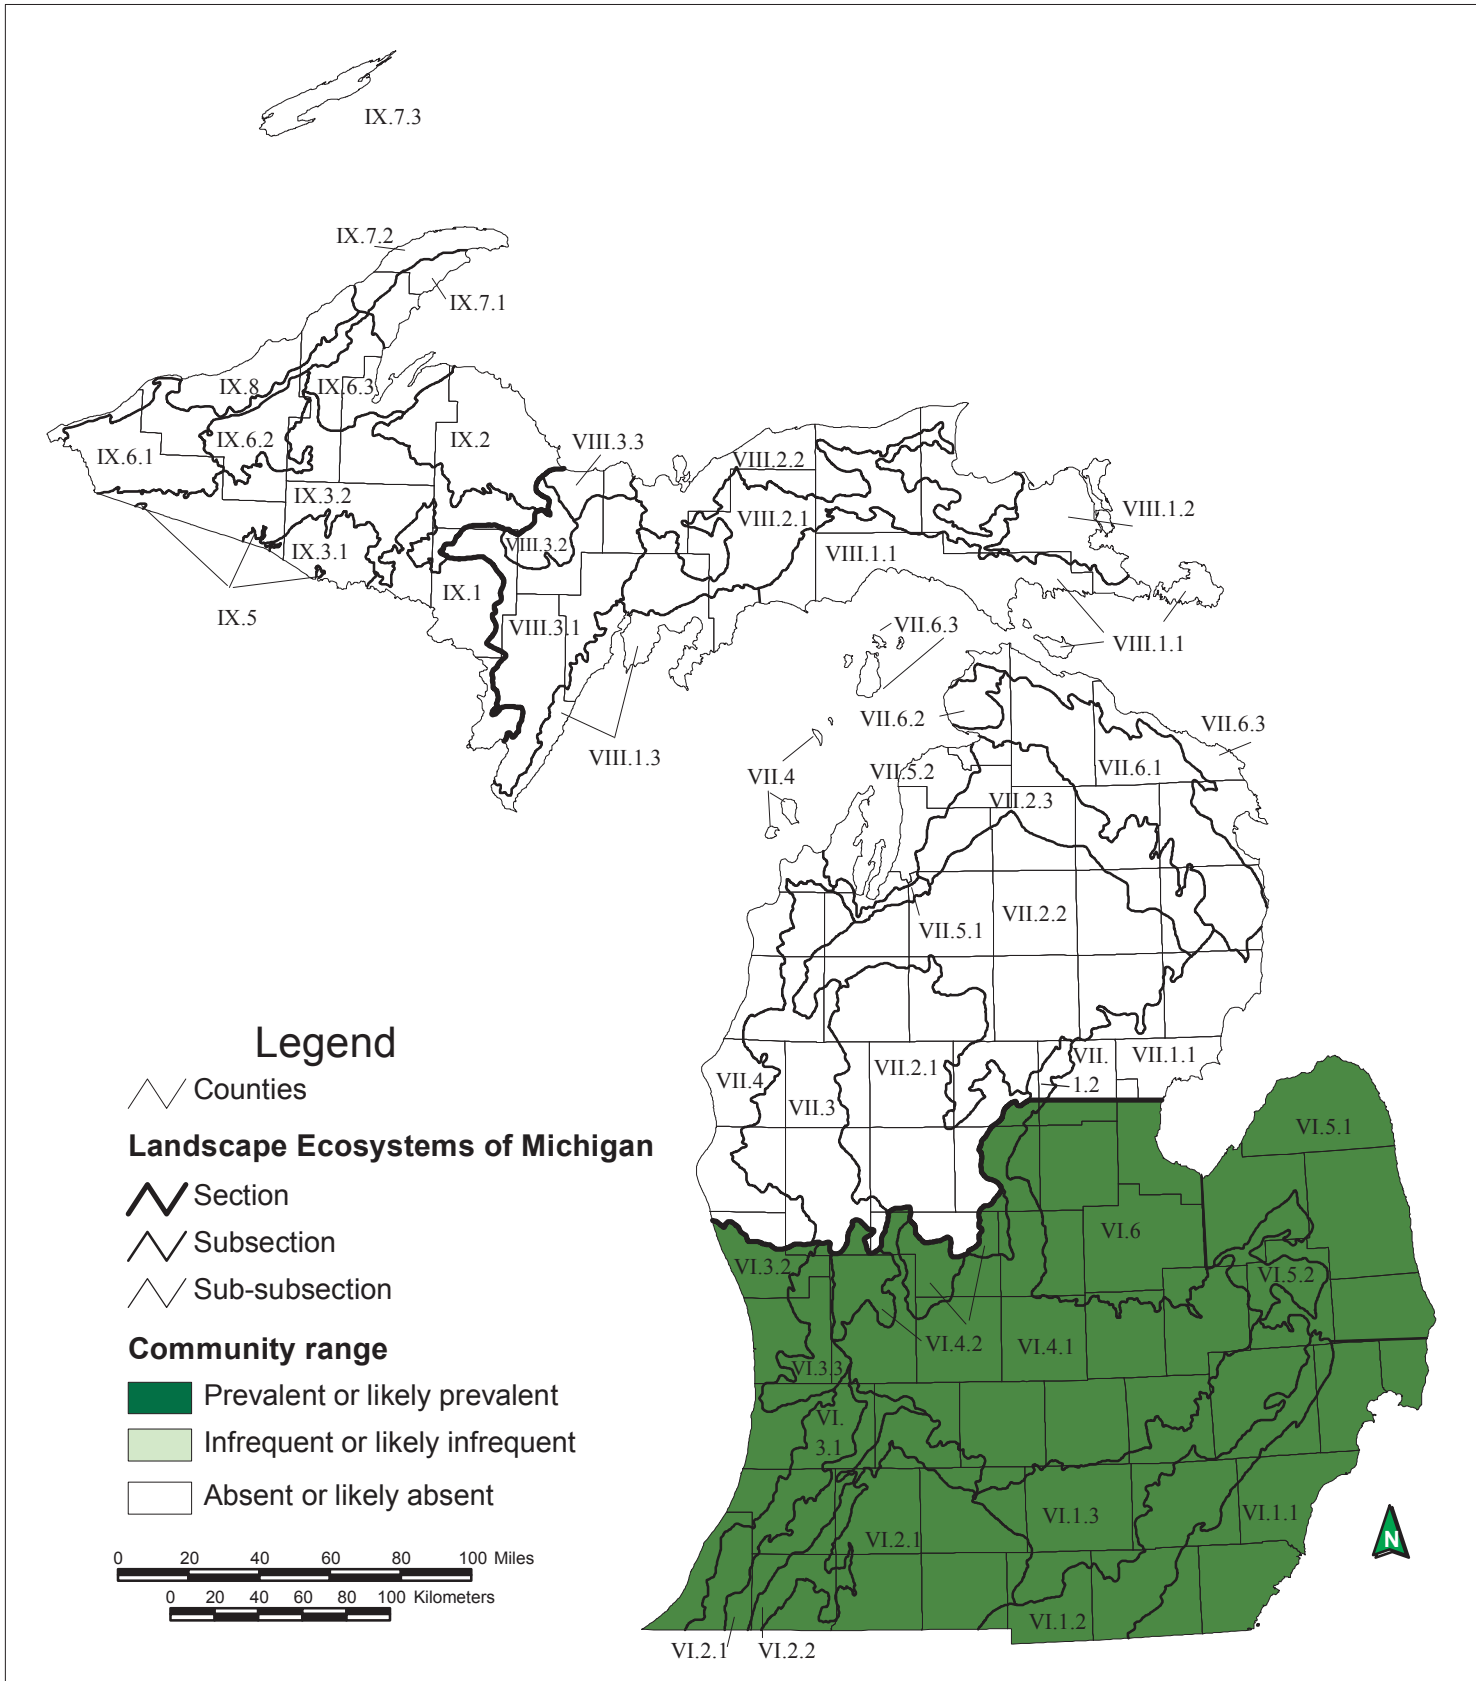 IX.7.3
IX.7.2
IX.7.1
IX.8
IX.6.3
IX.6.2
IX.2
IX.6.1
VIII.3.3
VIII.2.2
IX.3.2
VIII.2.1
VIII.1.2
IX.3.1
VIII.3.2
VIII.1.1
IX.1
IX.5
VIII.3.1
VII.6.3
VIII.1.1
VII.6.2
VII.6.3
VIII.1.3
VII.4
VII.5.2
VII.6.1
VII.2.3
VII.2.2
VII.5.1
VII.4
VII.3
VII.2.1
VII.
1.2
VII.1.1
VI.5.1
VI.6
VI.3.2
VI.5.2
VI.4.2
VI.4.1
VI.3.3
VI.
3.1
VI.2.1
VI.1.3
VI.1.1
VI.1.2
VI.2.1
VI.2.2
Legend
Counties
Landscape Ecosystems of Michigan
Section
Subsection
Sub-subsection
Community range
Prevalent or likely prevalent
Infrequent or likely infrequent
Absent or likely absent
0 20 40 60 80 100 Miles
0 20 40 60 80 100 Kilometers
N